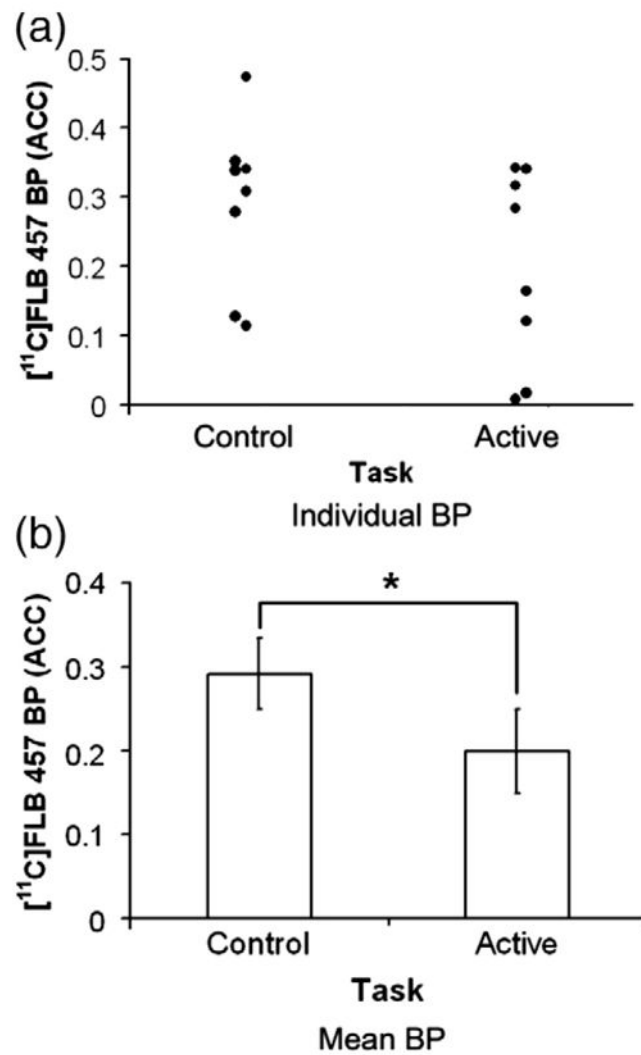 (a)
[¹¹C]FLB 457 BP (ACC)
0.5
0.4
0.3
0.2
0.1
0
Control Active
Task
Individual BP
(b)
[¹¹C]FLB 457 BP (ACC)
0.4
0.3
0.2
0.1
0
*
Control Active
Task
Mean BP